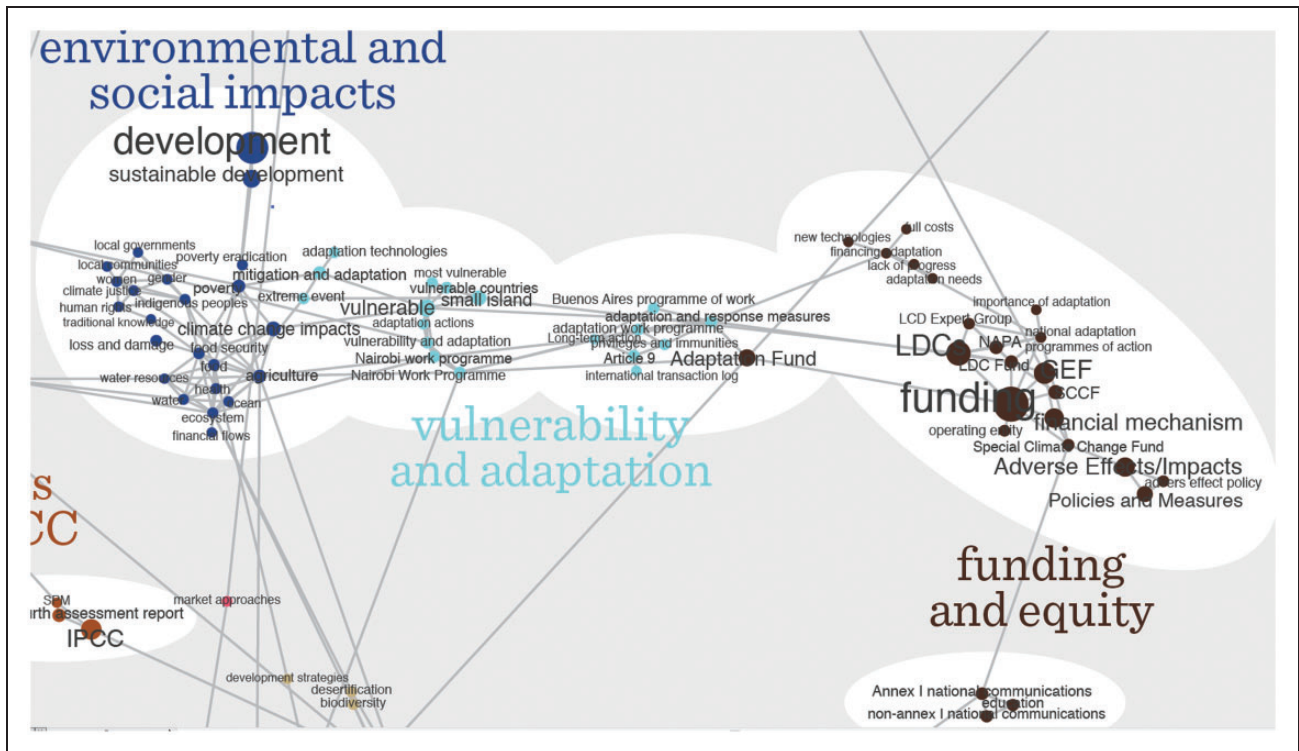 environmental and
social impacts
development
sustainable development
local governments
poverty eradication
adaptation technologies
local communities
women
gender
mitigation and adaptation
most vulnerable
climate justice
poverty
vulnerable countries
human rights
indigenous peoples
extreme event
small island
vulnerable
traditional knowledge
climate change impacts
adaptation actions
loss and damage
food security
vulnerability and adaptation
food
Nairobi work programme
water resources
agriculture
Nairobi Work Programme
health
water
ocean
ecosystem
financial flows
Buenos Aires programme of work
adaptation and response measures
adaptation work programme
Long-term action
privileges and immunities
Article 9
Adaptation Fund
international transaction log
vulnerability
and adaptation
full costs
new technologies
financing adaptation
lack of progress
adaptation needs
importance of adaptation
LCD Expert Group
national adaptation
programmes of action
LDCs
NAPA
LDC Fund
GEF
funding
SCCF
operating entity
financial mechanism
Special Climate Change Fund
Adverse Effects/Impacts
advers effect policy
Policies and Measures
funding
and equity
s
CC
SPM
urth assessment report
IPCC
market approaches
development strategies
desertification
biodiversity
Annex I national communications
education
non-annex I national communications